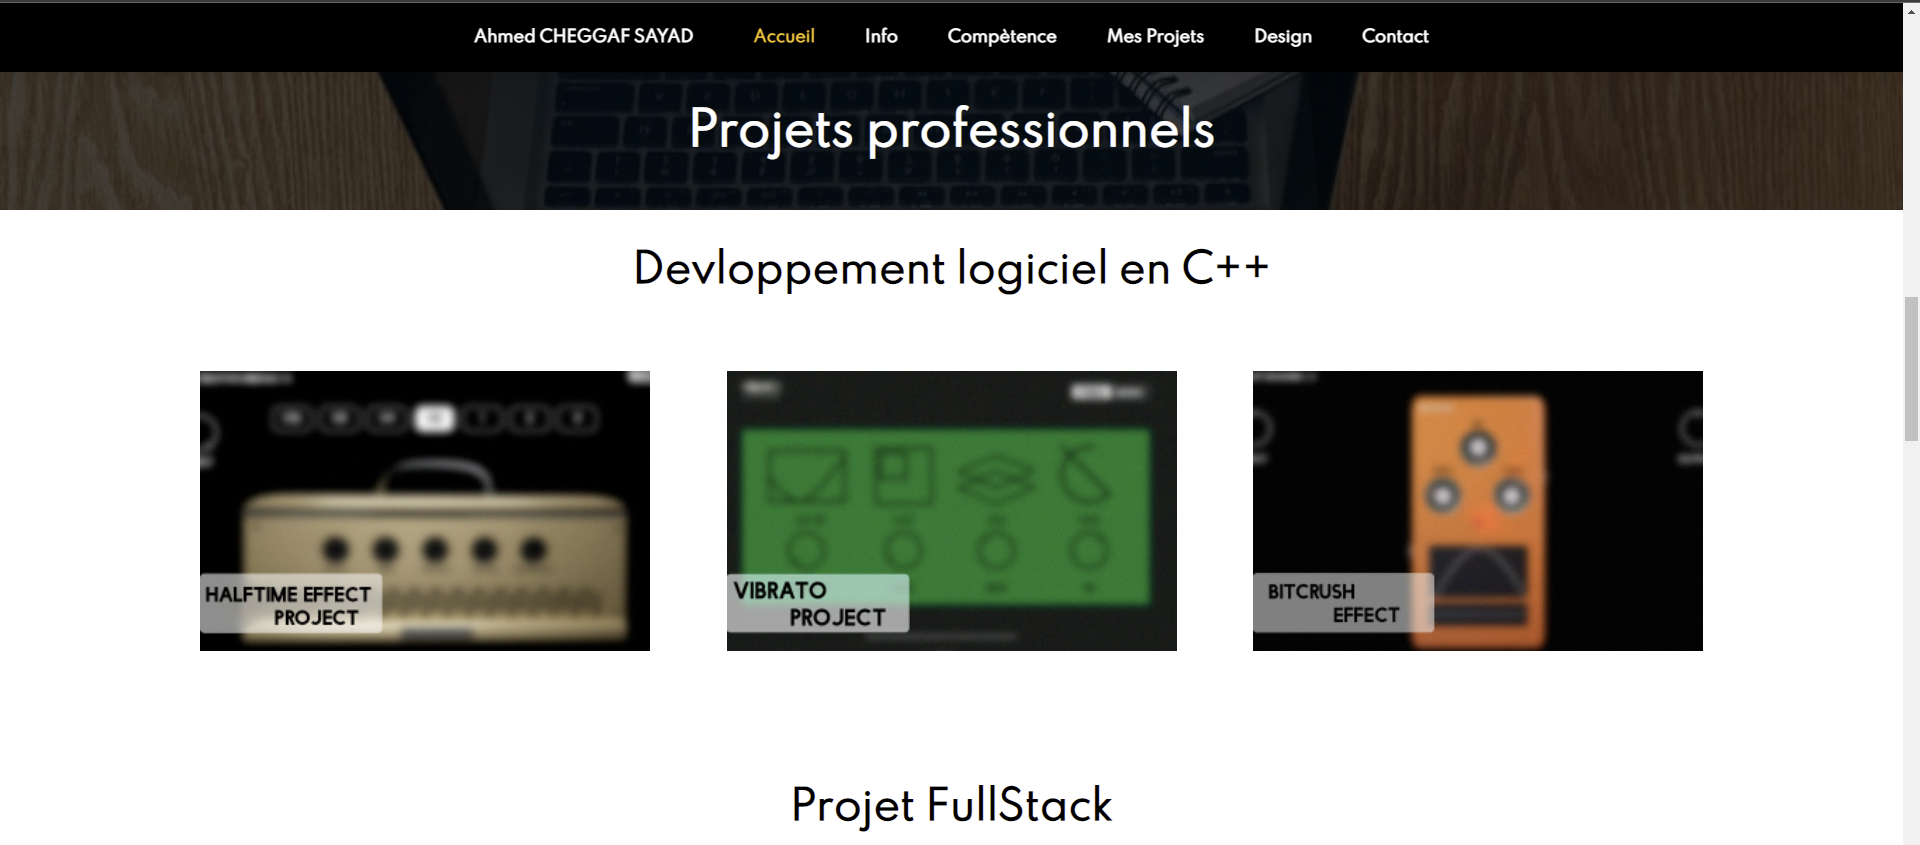 Ahmed CHEGGAF SAYAD Accueil Info Compètence Mes Projets Design Contact
Projets professionnels
Devloppement logiciel en C++
HALFTIME EFFECT
PROJECT
VIBRATO
PROJECT
BITCRUSH
EFFECT
Projet FullStack